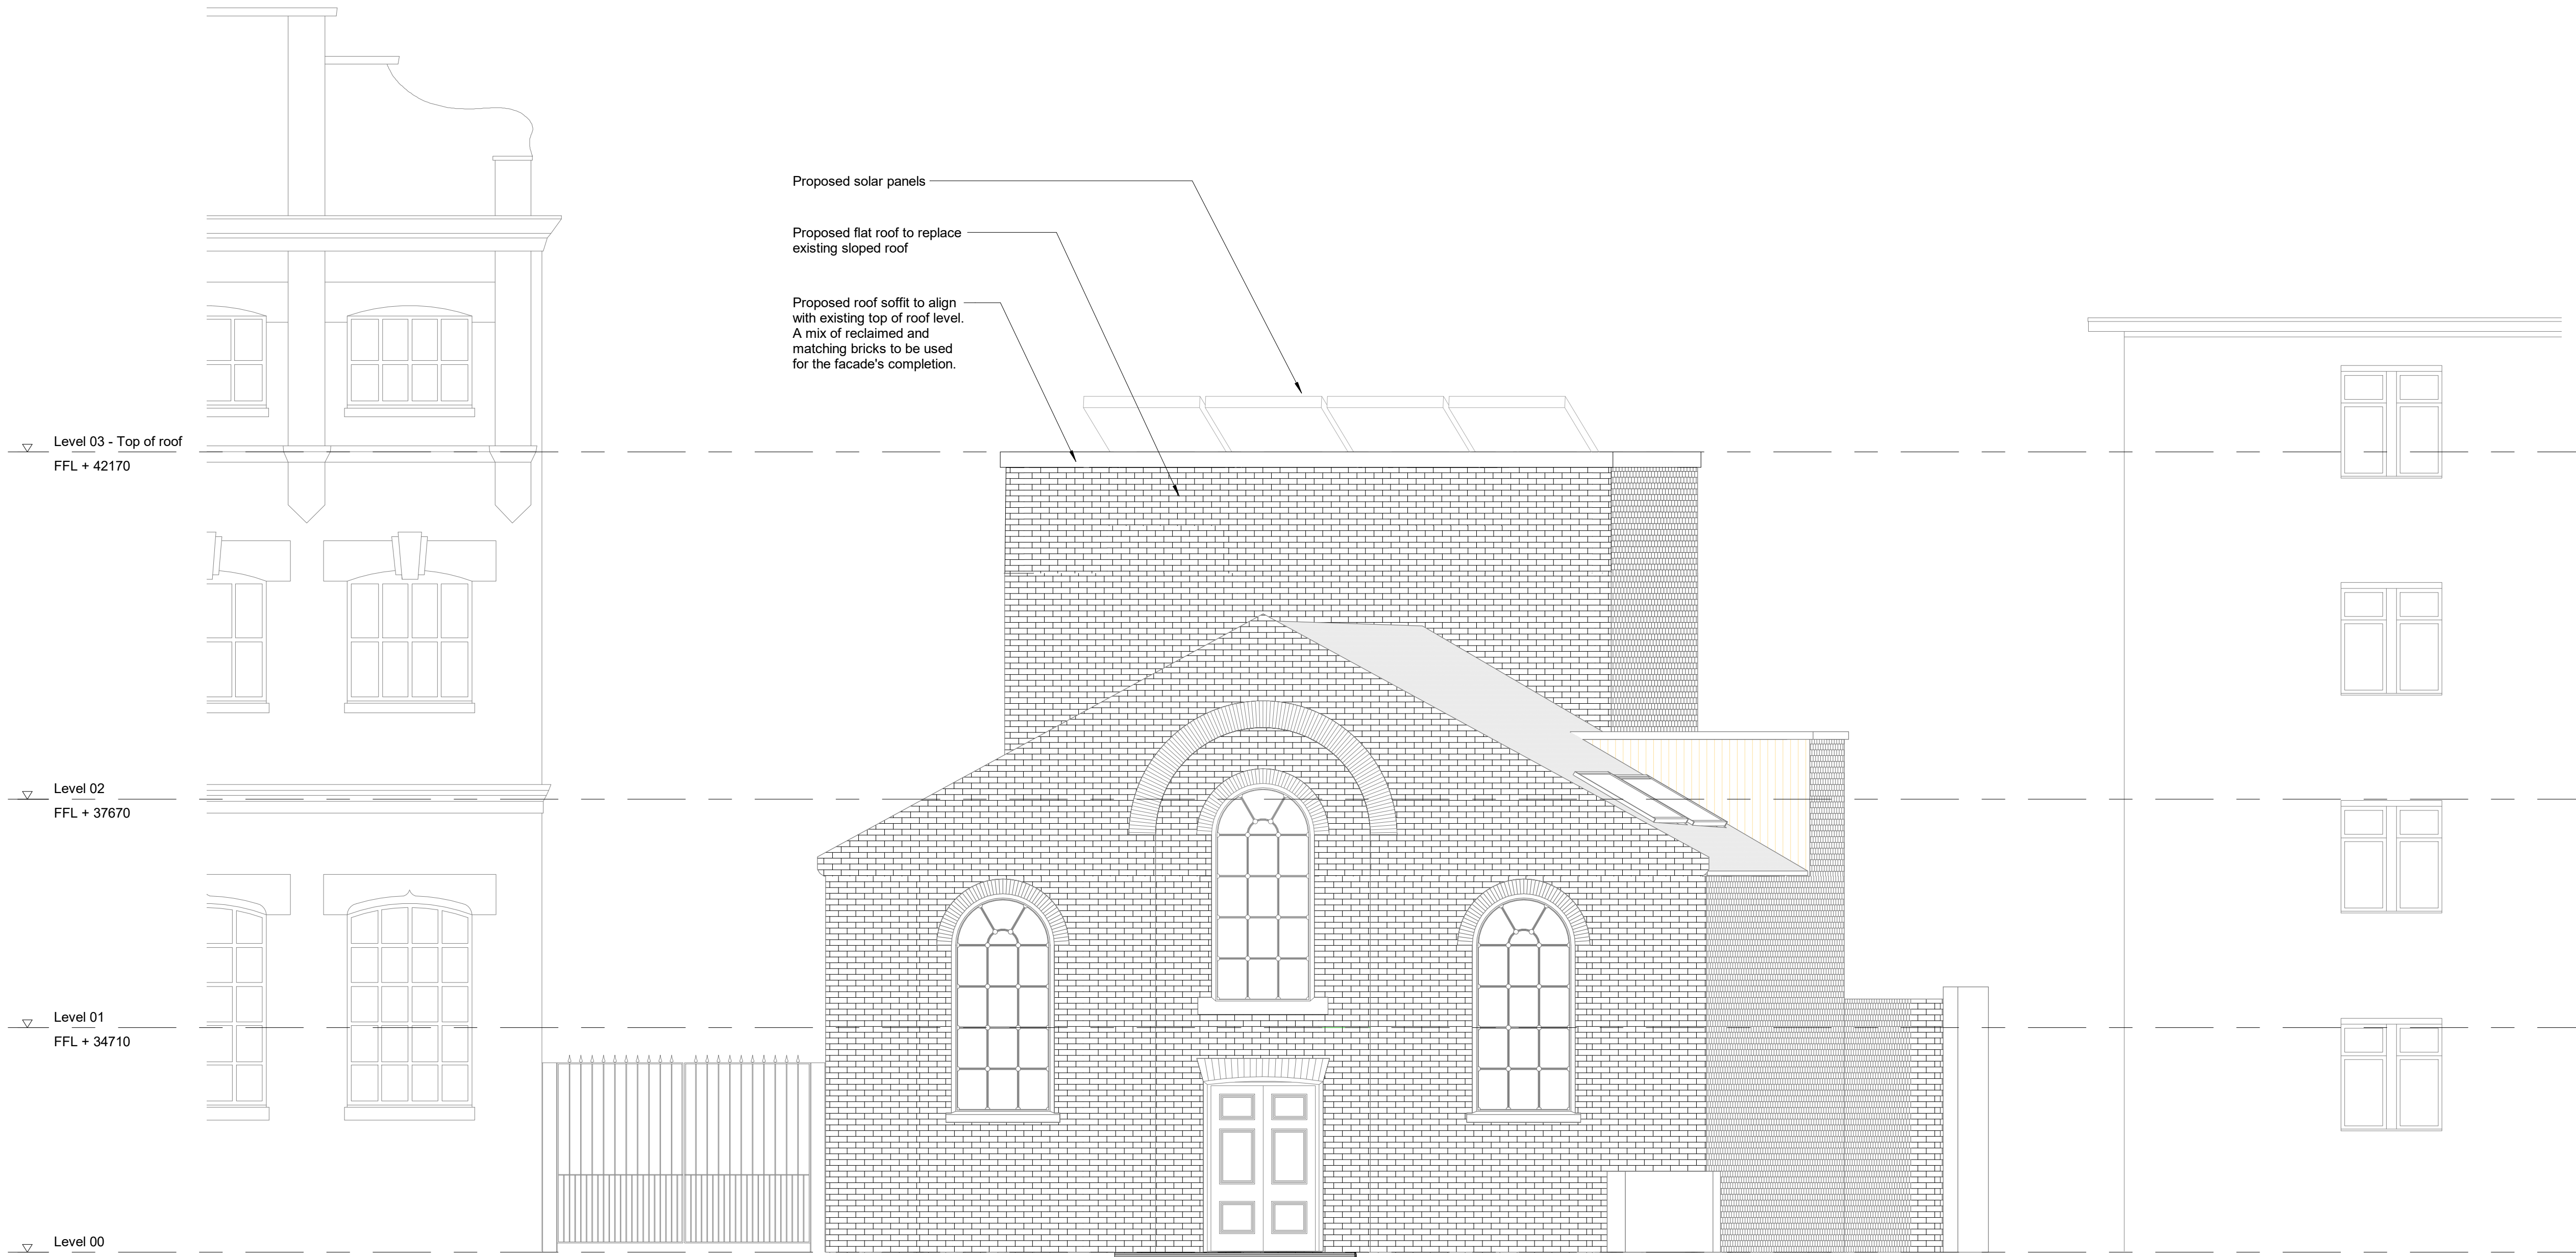 Proposed solar panels
Proposed flat roof to replace
existing sloped roof
Proposed roof soffit to align
with existing top of roof level.
A mix of reclaimed and
matching bricks to be used
for the facade's completion.
Level 03 - Top of roof
FFL + 42170
Level 02
FFL + 37670
Level 01
FFL + 34710
Level 00